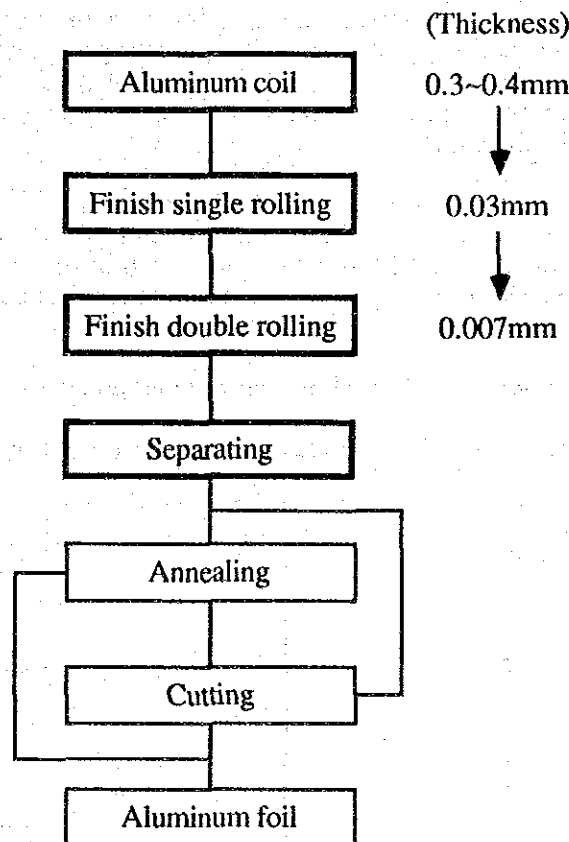 (Thickness)
Aluminum coil 0.3~0.4mm
Finish single rolling 0.03mm
Finish double rolling 0.007mm
Separating
Annealing
Cutting
Aluminum foil